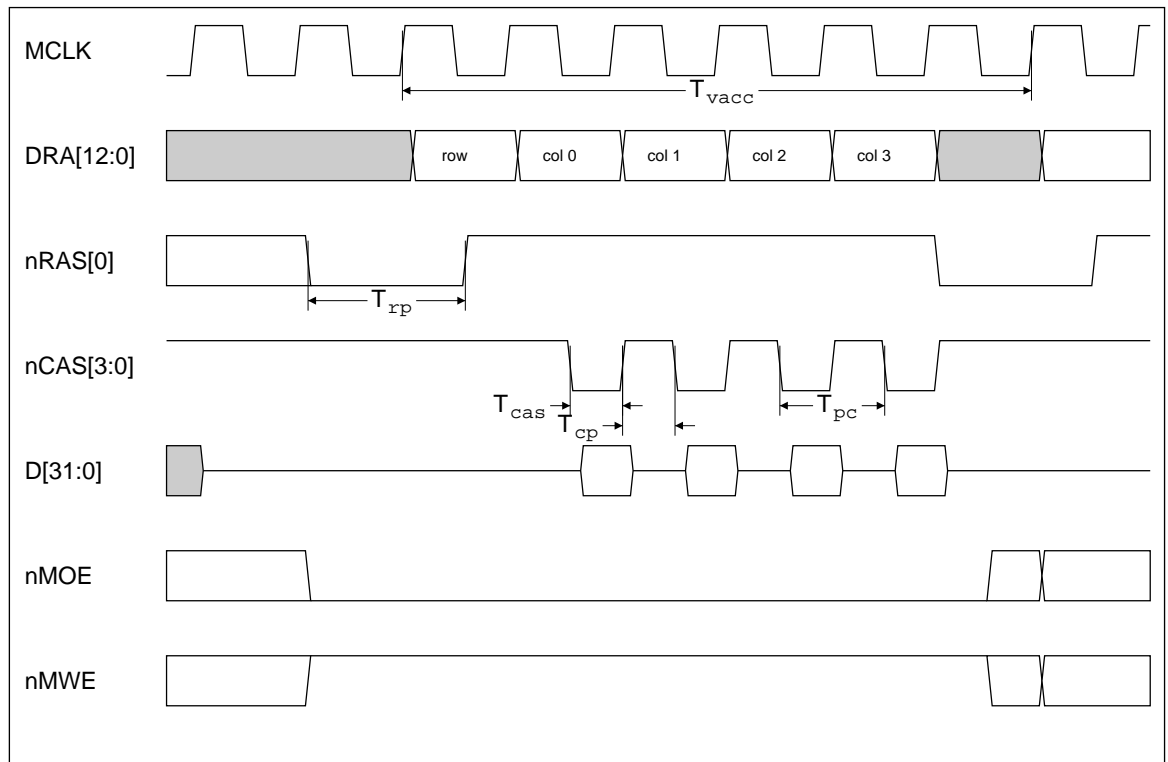 MCLK
Tvacc
DRA[12:0]
row col 0 col 1 col 2 col 3
nRAS[0]
Trp
nCAS[3:0]
Tcas Tpc
Tcp
D[31:0]
nMOE
nMWE